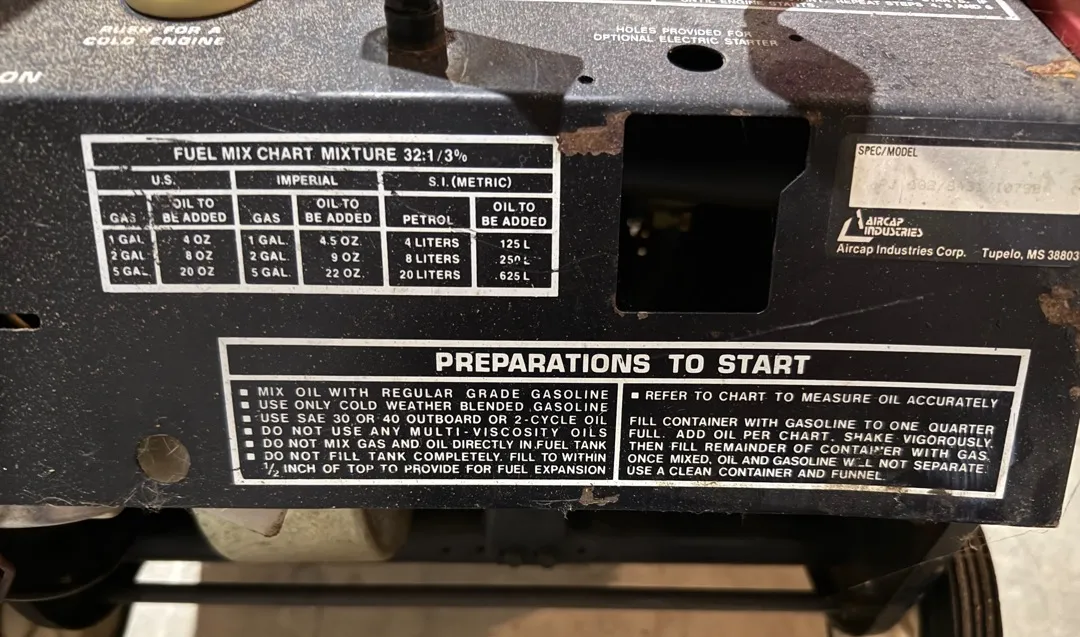 UNTIL ENGINE STARTS. REPEAT STEPS
AND 6
PUSH FOR A
COLD ENGINE
HOLES PROVIDED FOR
OPTIONAL ELECTRIC STARTER
ON
FUEL MIX CHART MIXTURE 32:1/3%
U.S. IMPERIAL S.I. (METRIC)
GAS OIL TO BE ADDED GAS OIL TO BE ADDED PETROL OIL TO BE ADDED
1 GAL 4 OZ 1 GAL. 4.5 OZ. 4 LITERS .125 L
2 GAL 8 OZ 2 GAL. 9 OZ 8 LITERS .250 L
5 GAL 20 OZ 5 GAL. 22 OZ. 20 LITERS .625 L
SPEC/MODEL
AIRCAP
INDUSTRIES
Aircap Industries Corp. Tupelo, MS 38803
PREPARATIONS TO START
■ MIX OIL WITH REGULAR GRADE GASOLINE
■ USE ONLY COLD WEATHER BLENDED GASOLINE
■ USE SAE 30 OR 40 OUTBOARD OR 2-CYCLE OIL
■ DO NOT USE ANY MULTI-VISCOSITY OILS
■ DO NOT MIX GAS AND OIL DIRECTLY IN FUEL TANK
■ DO NOT FILL TANK COMPLETELY. FILL TO WITHIN
1/2 INCH OF TOP TO PROVIDE FOR FUEL EXPANSION
■ REFER TO CHART TO MEASURE OIL ACCURATELY
FILL CONTAINER WITH GASOLINE TO ONE QUARTER
FULL. ADD OIL PER CHART. SHAKE VIGOROUSLY,
THEN FILL REMAINDER OF CONTAINER WITH GAS.
ONCE MIXED, OIL AND GASOLINE WILL NOT SEPARATE.
USE A CLEAN CONTAINER AND FUNNEL.